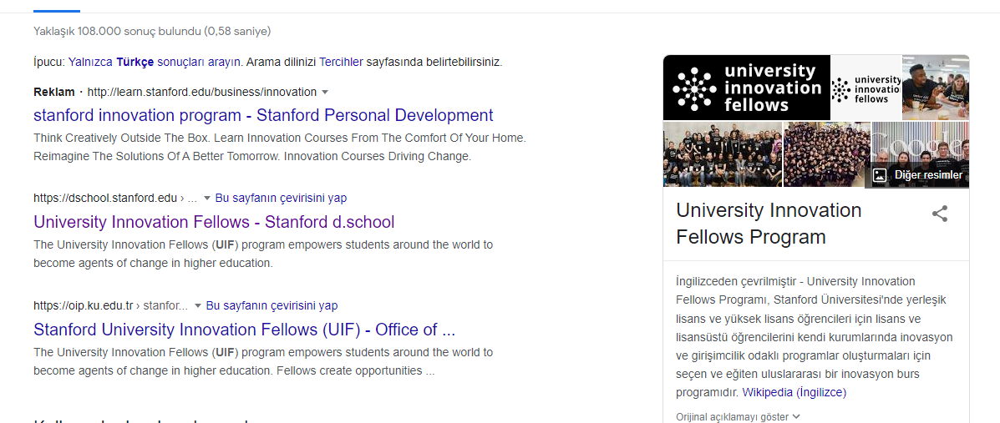 Yaklaşık 108.000 sonuç bulundu (0,58 saniye)
İpucu: Yalnızca Türkçe sonuçları arayın. Arama dilinizi Tercihler sayfasında belirtebilirsiniz.
Reklam · http://learn.stanford.edu/business/innovation
stanford innovation program - Stanford Personal Development
Think Creatively Outside The Box. Learn Innovation Courses From The Comfort Of Your Home.
Reimagine The Solutions Of A Better Tomorrow. Innovation Courses Driving Change.
https://dschool.stanford.edu › ... Bu sayfanın çevirisini yap
University Innovation Fellows - Stanford d.school
The University Innovation Fellows (UIF) program empowers students around the world to
become agents of change in higher education.
https://oip.ku.edu.tr › stanfor... Bu sayfanın çevirisini yap
Stanford University Innovation Fellows (UIF) - Office of ...
The University Innovation Fellows (UIF) program empowers students around the world to
become agents of change in higher education. Fellows create opportunities ...
university
innovation
fellows
university
innovatio
fellows
Google
Diğer resimler
University Innovation
Fellows Program
İngilizceden çevrilmiştir - University Innovation
Fellows Programı, Stanford Üniversitesi'nde yerleşik
lisans ve yüksek lisans öğrencileri için lisans ve
lisansüstü öğrencilerini kendi kurumlarında inovasyon
ve girişimcilik odaklı programlar oluşturmaları için
seçen ve eğiten uluslararası bir inovasyon burs
programıdır. Wikipedia (İngilizce)
Orijinal açıklamayı göster